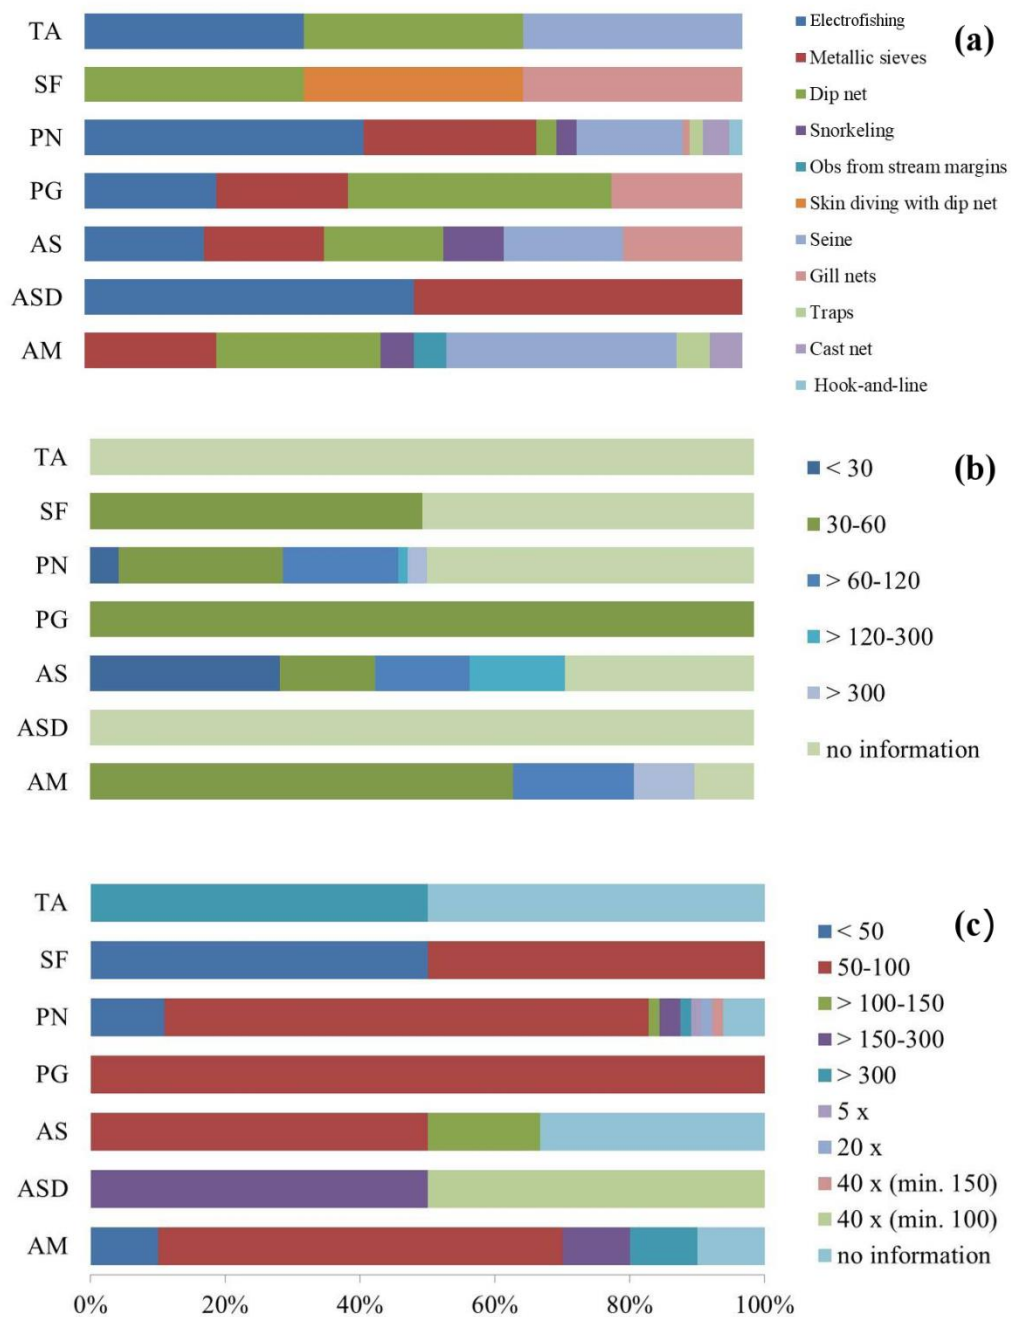 TA
SF
PN
PG
AS
ASD
AM
Electrofishing
Metallic sieves
Dip net
Snorkeling
Obs from stream margins
Skin diving with dip net
Seine
Gill nets
Traps
Cast net
Hook-and-line
(a)
TA
SF
PN
PG
AS
ASD
AM
< 30
30-60
> 60-120
> 120-300
> 300
no information
(b)
TA
SF
PN
PG
AS
ASD
AM
< 50
50-100
> 100-150
> 150-300
> 300
5 x
20 x
40 x (min. 150)
40 x (min. 100)
no information
(c)
0% 20% 40% 60% 80% 100%